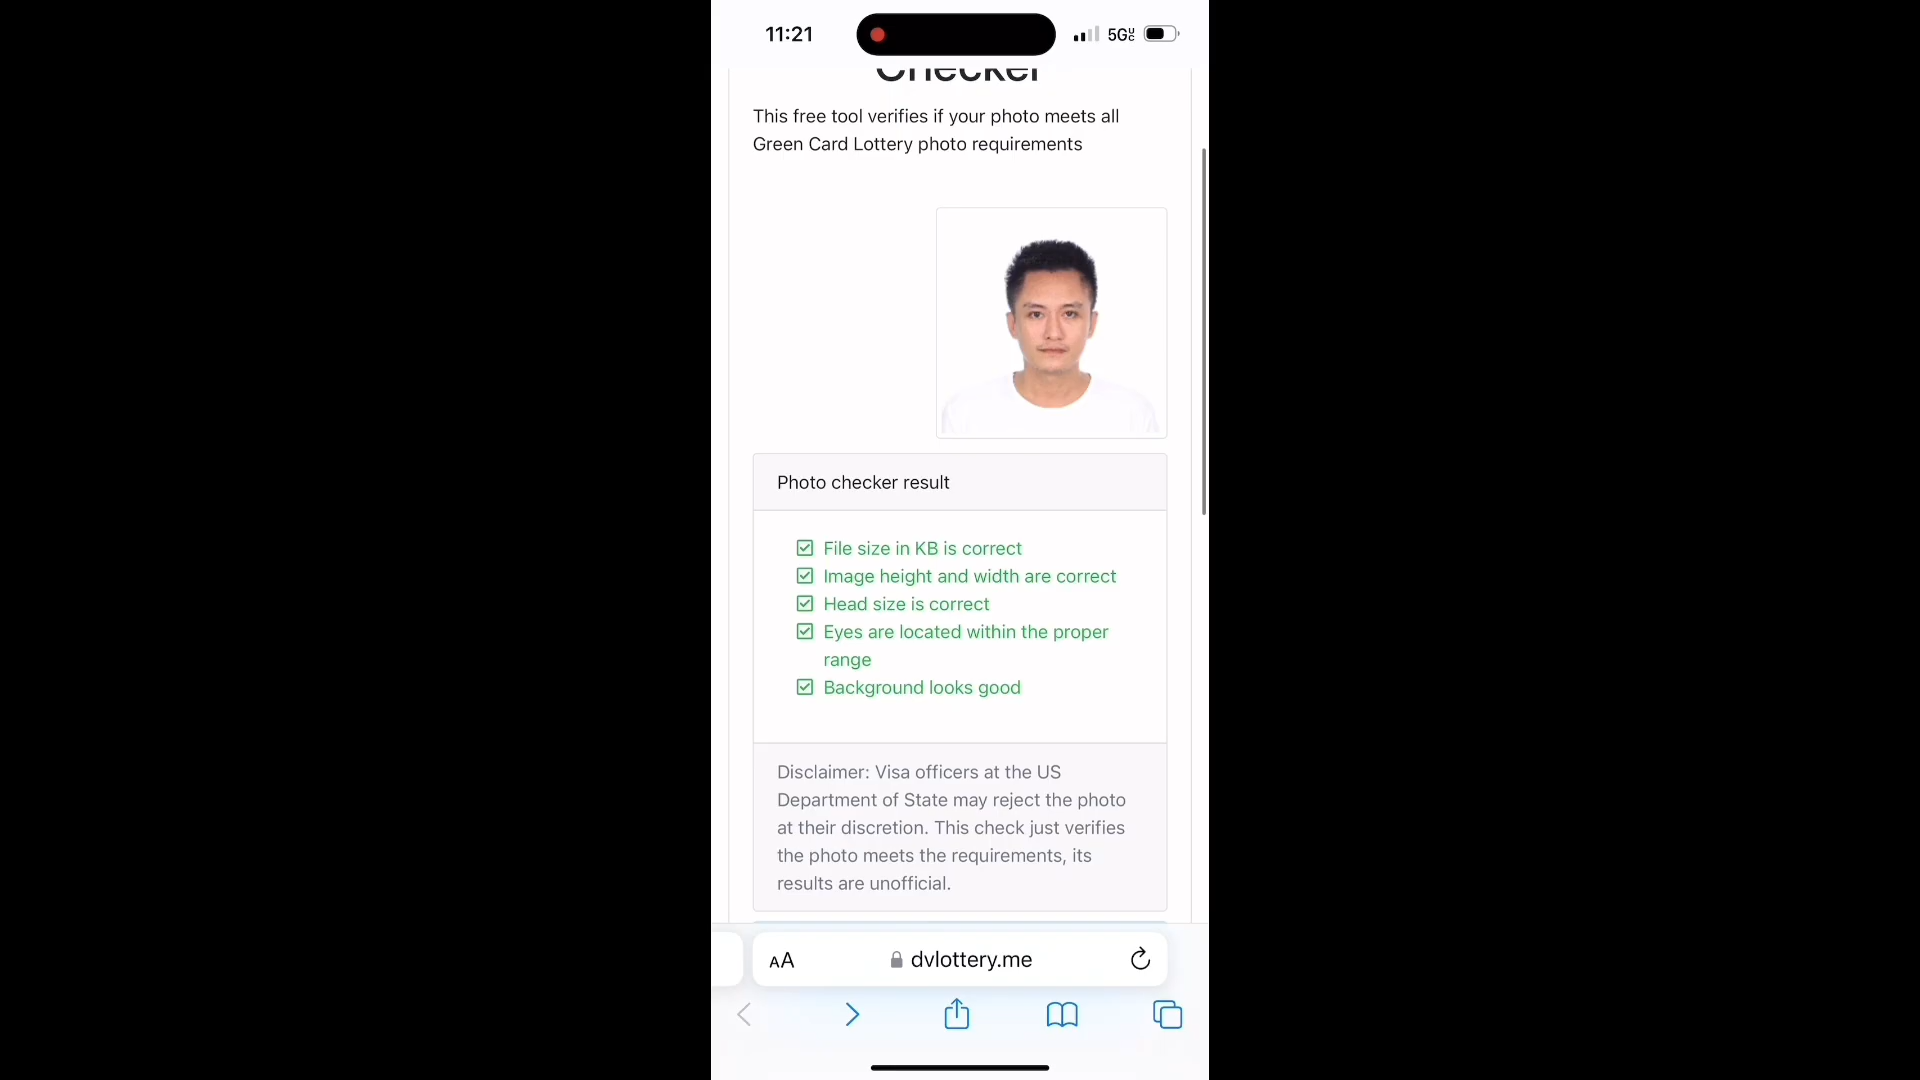 11:21
5G
Checker
This free tool verifies if your photo meets all
Green Card Lottery photo requirements
Photo checker result
File size in KB is correct
Image height and width are correct
Head size is correct
Eyes are located within the proper
range
Background looks good
Disclaimer: Visa officers at the US
Department of State may reject the photo
at their discretion. This check just verifies
the photo meets the requirements, its
results are unofficial.
AA
dvlottery.me